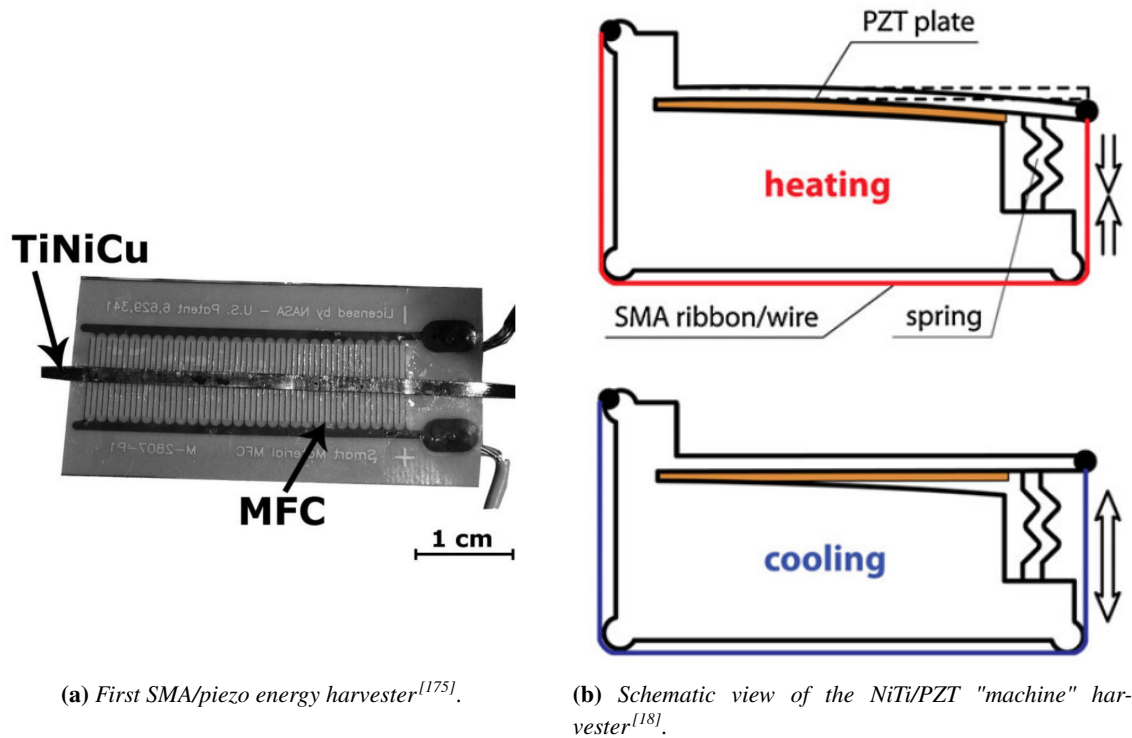 TiNiCu
Licensed by NASA – U.S. Patent 6,629,341
Smart Material MFC M-2807-P1
+
MFC
1 cm
(a) First SMA/piezo energy harvester[175].
PZT plate
heating
SMA ribbon/wire
spring
cooling
(b) Schematic view of the NiTi/PZT "machine" har-
vester[18].